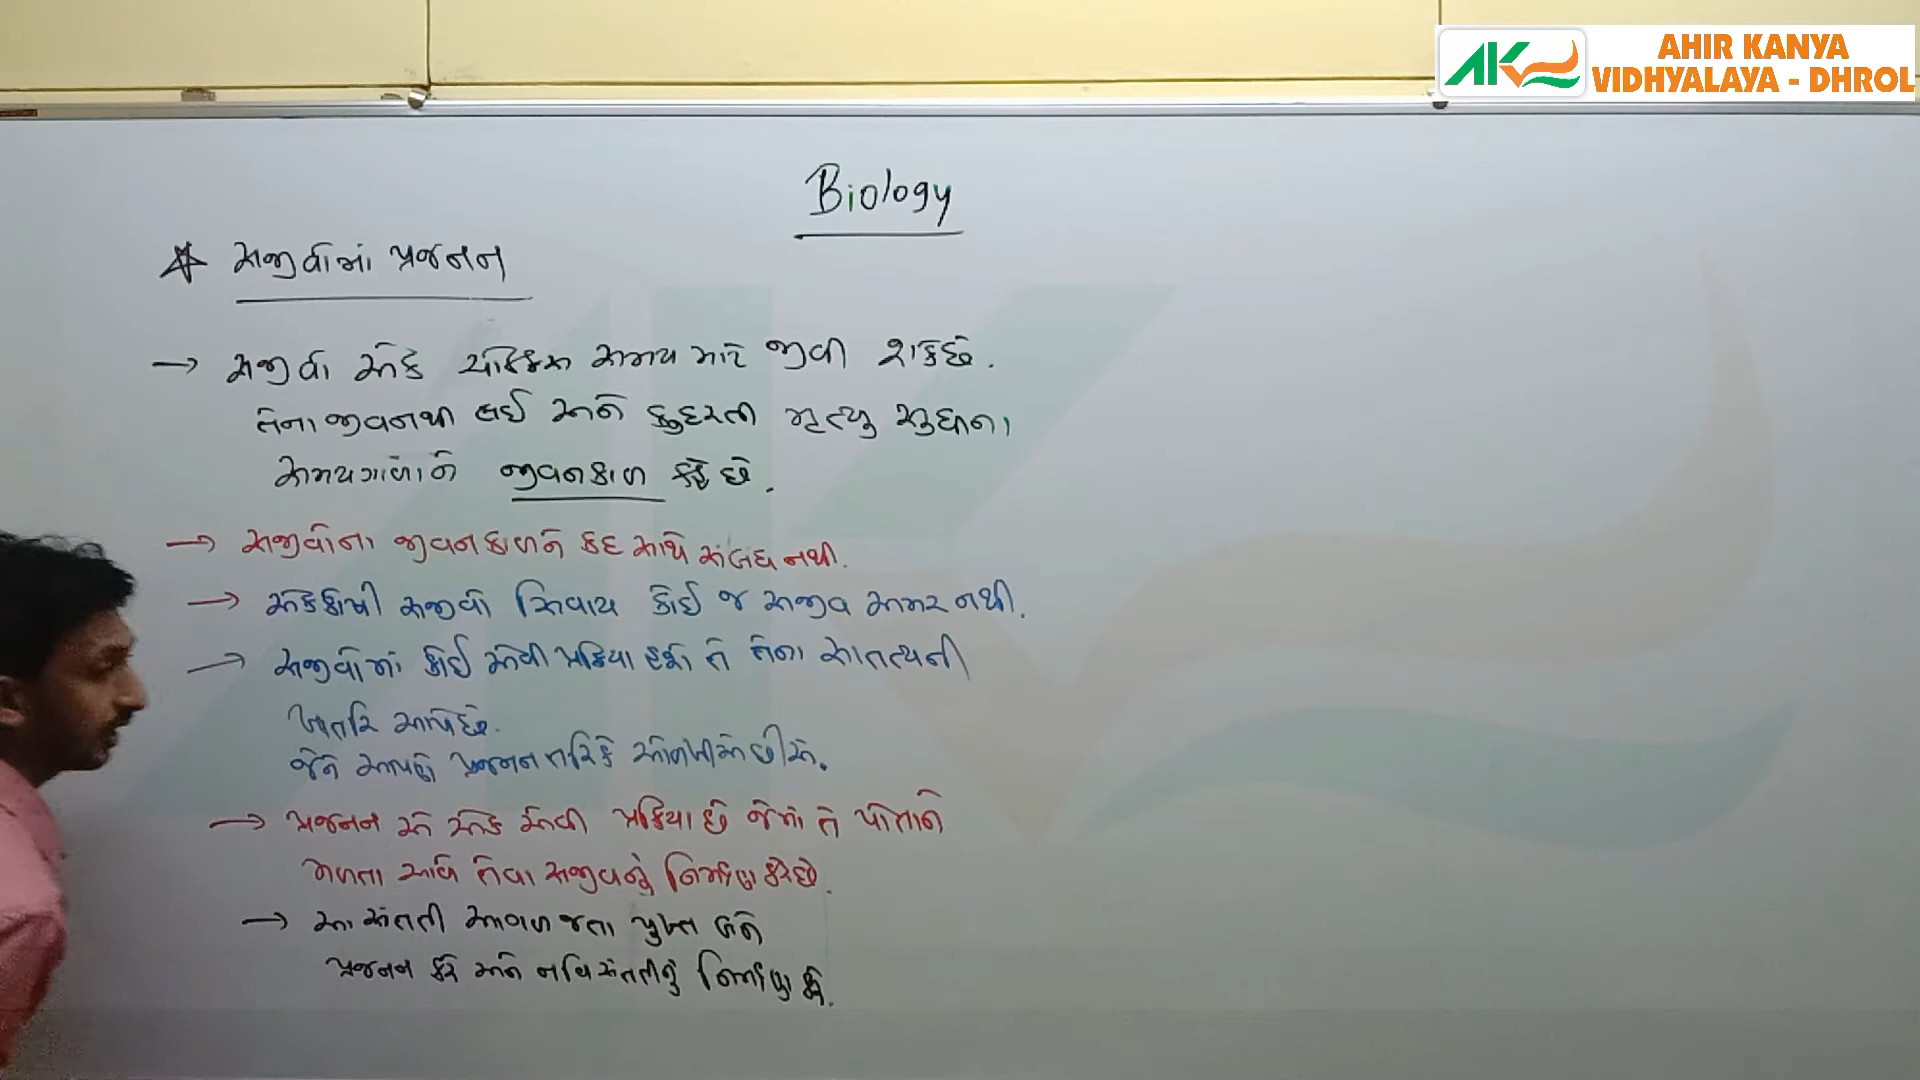 AHIR KANYA
VIDHYALAYA - DHROL
Biology
સજીવોમાં પ્રજનન
→ સજીવો એક ચોક્કસ સમય માટે જીવી શકે છે.
તેના જીવનથી લઈ અને કુદરતી મૃત્યુ સુધીના
સમયગાળાને જીવનકાળ કહે છે.
→ સજીવોના જીવનકાળને કદ સાથે સંબંધ નથી.
→ એકકોષી સજીવો સિવાય કોઈ જ સજીવ અમર નથી.
→ સજીવોમાં કોઈ એવી પ્રક્રિયા હશે તે તેના સાતત્યની
ખાતરિ આપે છે.
જેને આપણે પ્રજનન તરિકે ઓળખીએ છીએ.
→ પ્રજનન એ એક એવી પ્રક્રિયા છે જેમાં તે પોતાને
મળતા આવે તેવા સજીવનું નિર્માણ કરે છે.
→ આ સંતતી આગળ જતા પુખ્ત બને
પ્રજનન કરે અને નવિ સંતતીનું નિર્માણ કરે.